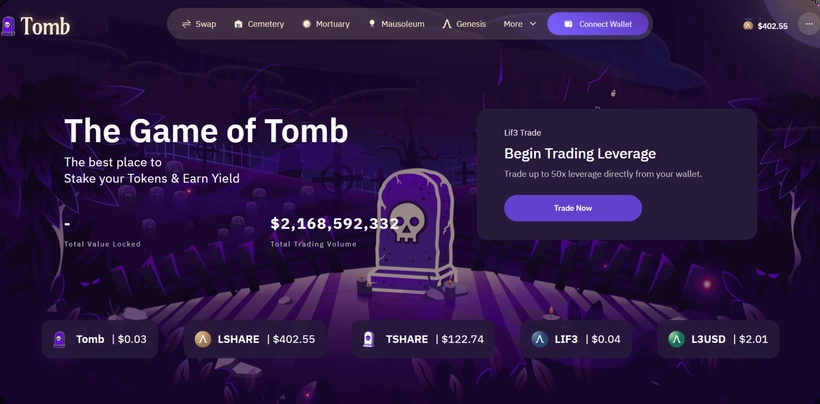 Tomb
Swap
Cemetery
Mortuary
Mausoleum
Genesis
More
Connect Wallet
$402.55
The Game of Tomb
The best place to
Stake your Tokens & Earn Yield
-
Total Value Locked
$2,168,592,332
Total Trading Volume
Lif3 Trade
Begin Trading Leverage
Trade up to 50x leverage directly from your wallet.
Trade Now
Tomb | $0.03
LSHARE | $402.55
TSHARE | $122.74
LIF3 | $0.04
L3USD | $2.01